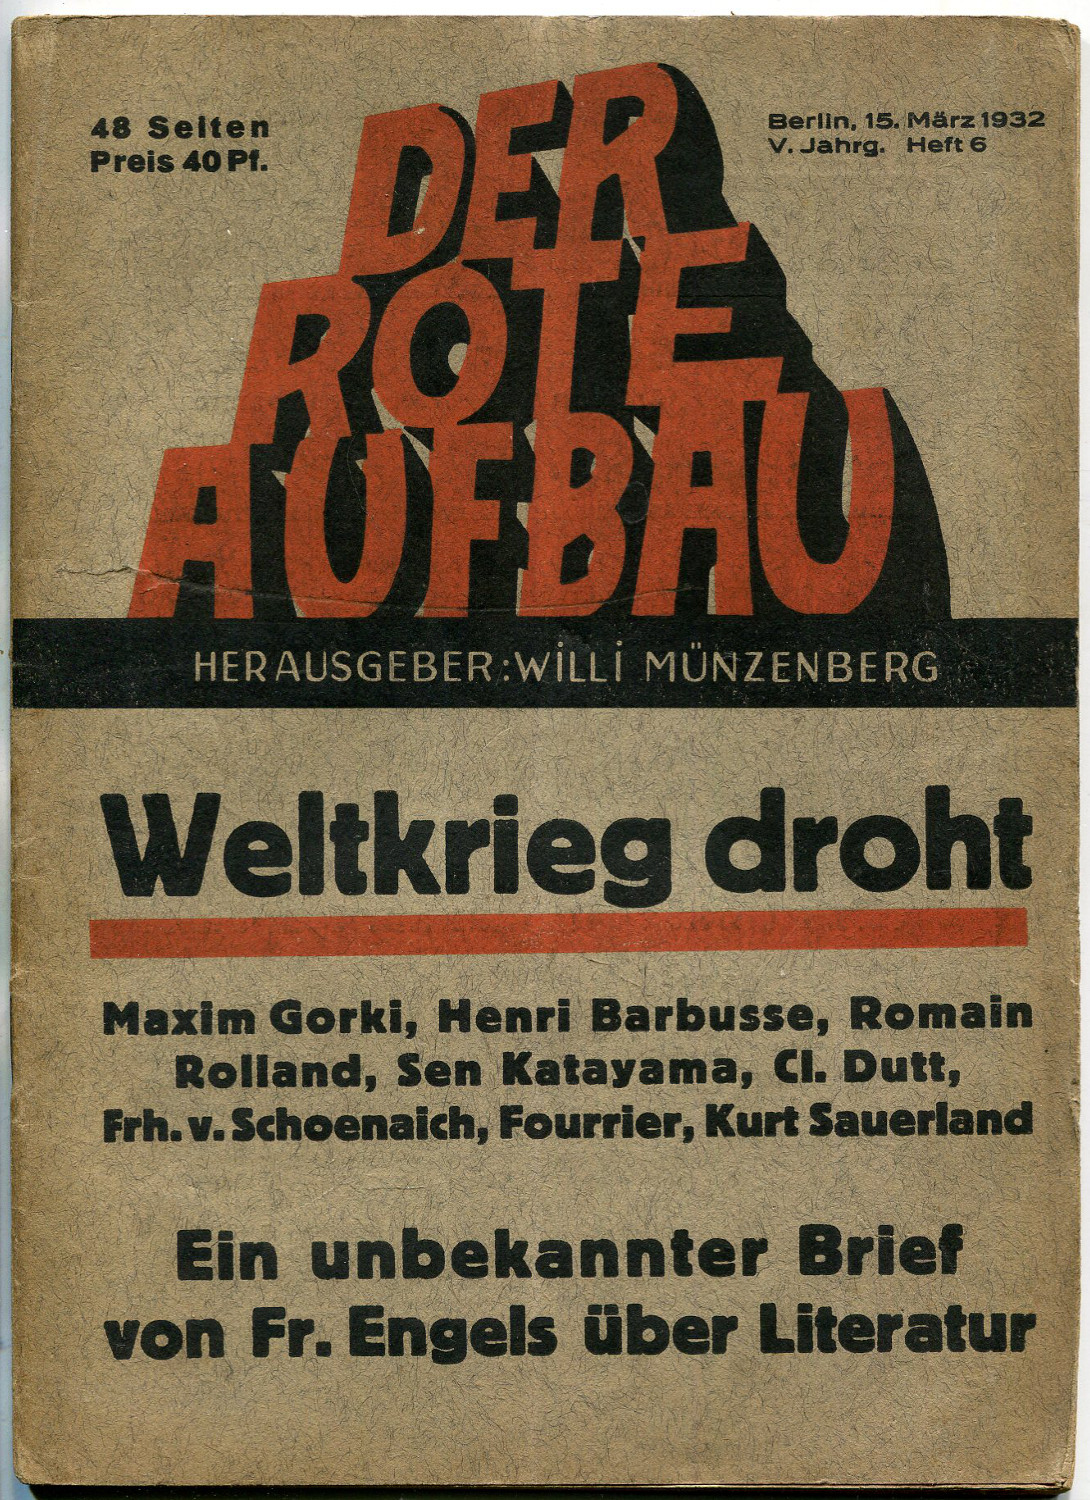 48 Seiten
Preis 40 Pf.
Berlin, 15. März 1932
V. Jahrg. Heft 6
DER
ROTE
AUFBAU
HERAUSGEBER: WILLI MÜNZENBERG
Weltkrieg droht
Maxim Gorki, Henri Barbusse, Romain
Rolland, Sen Katayama, Cl. Dutt,
Frh. v. Schoenaich, Fourrier, Kurt Sauerland
Ein unbekannter Brief
von Fr. Engels über Literatur